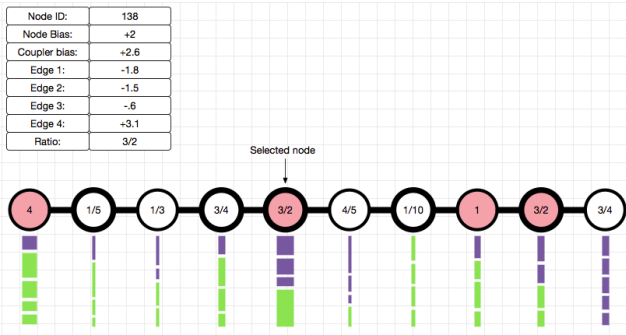 Node ID: 138
Node Bias: +2
Coupler bias: +2.6
Edge 1: -1.8
Edge 2: -1.5
Edge 3: -.6
Edge 4: +3.1
Ratio: 3/2
Selected node
4 1/5 1/3 3/4 3/2 4/5 1/10 1 3/2 3/4